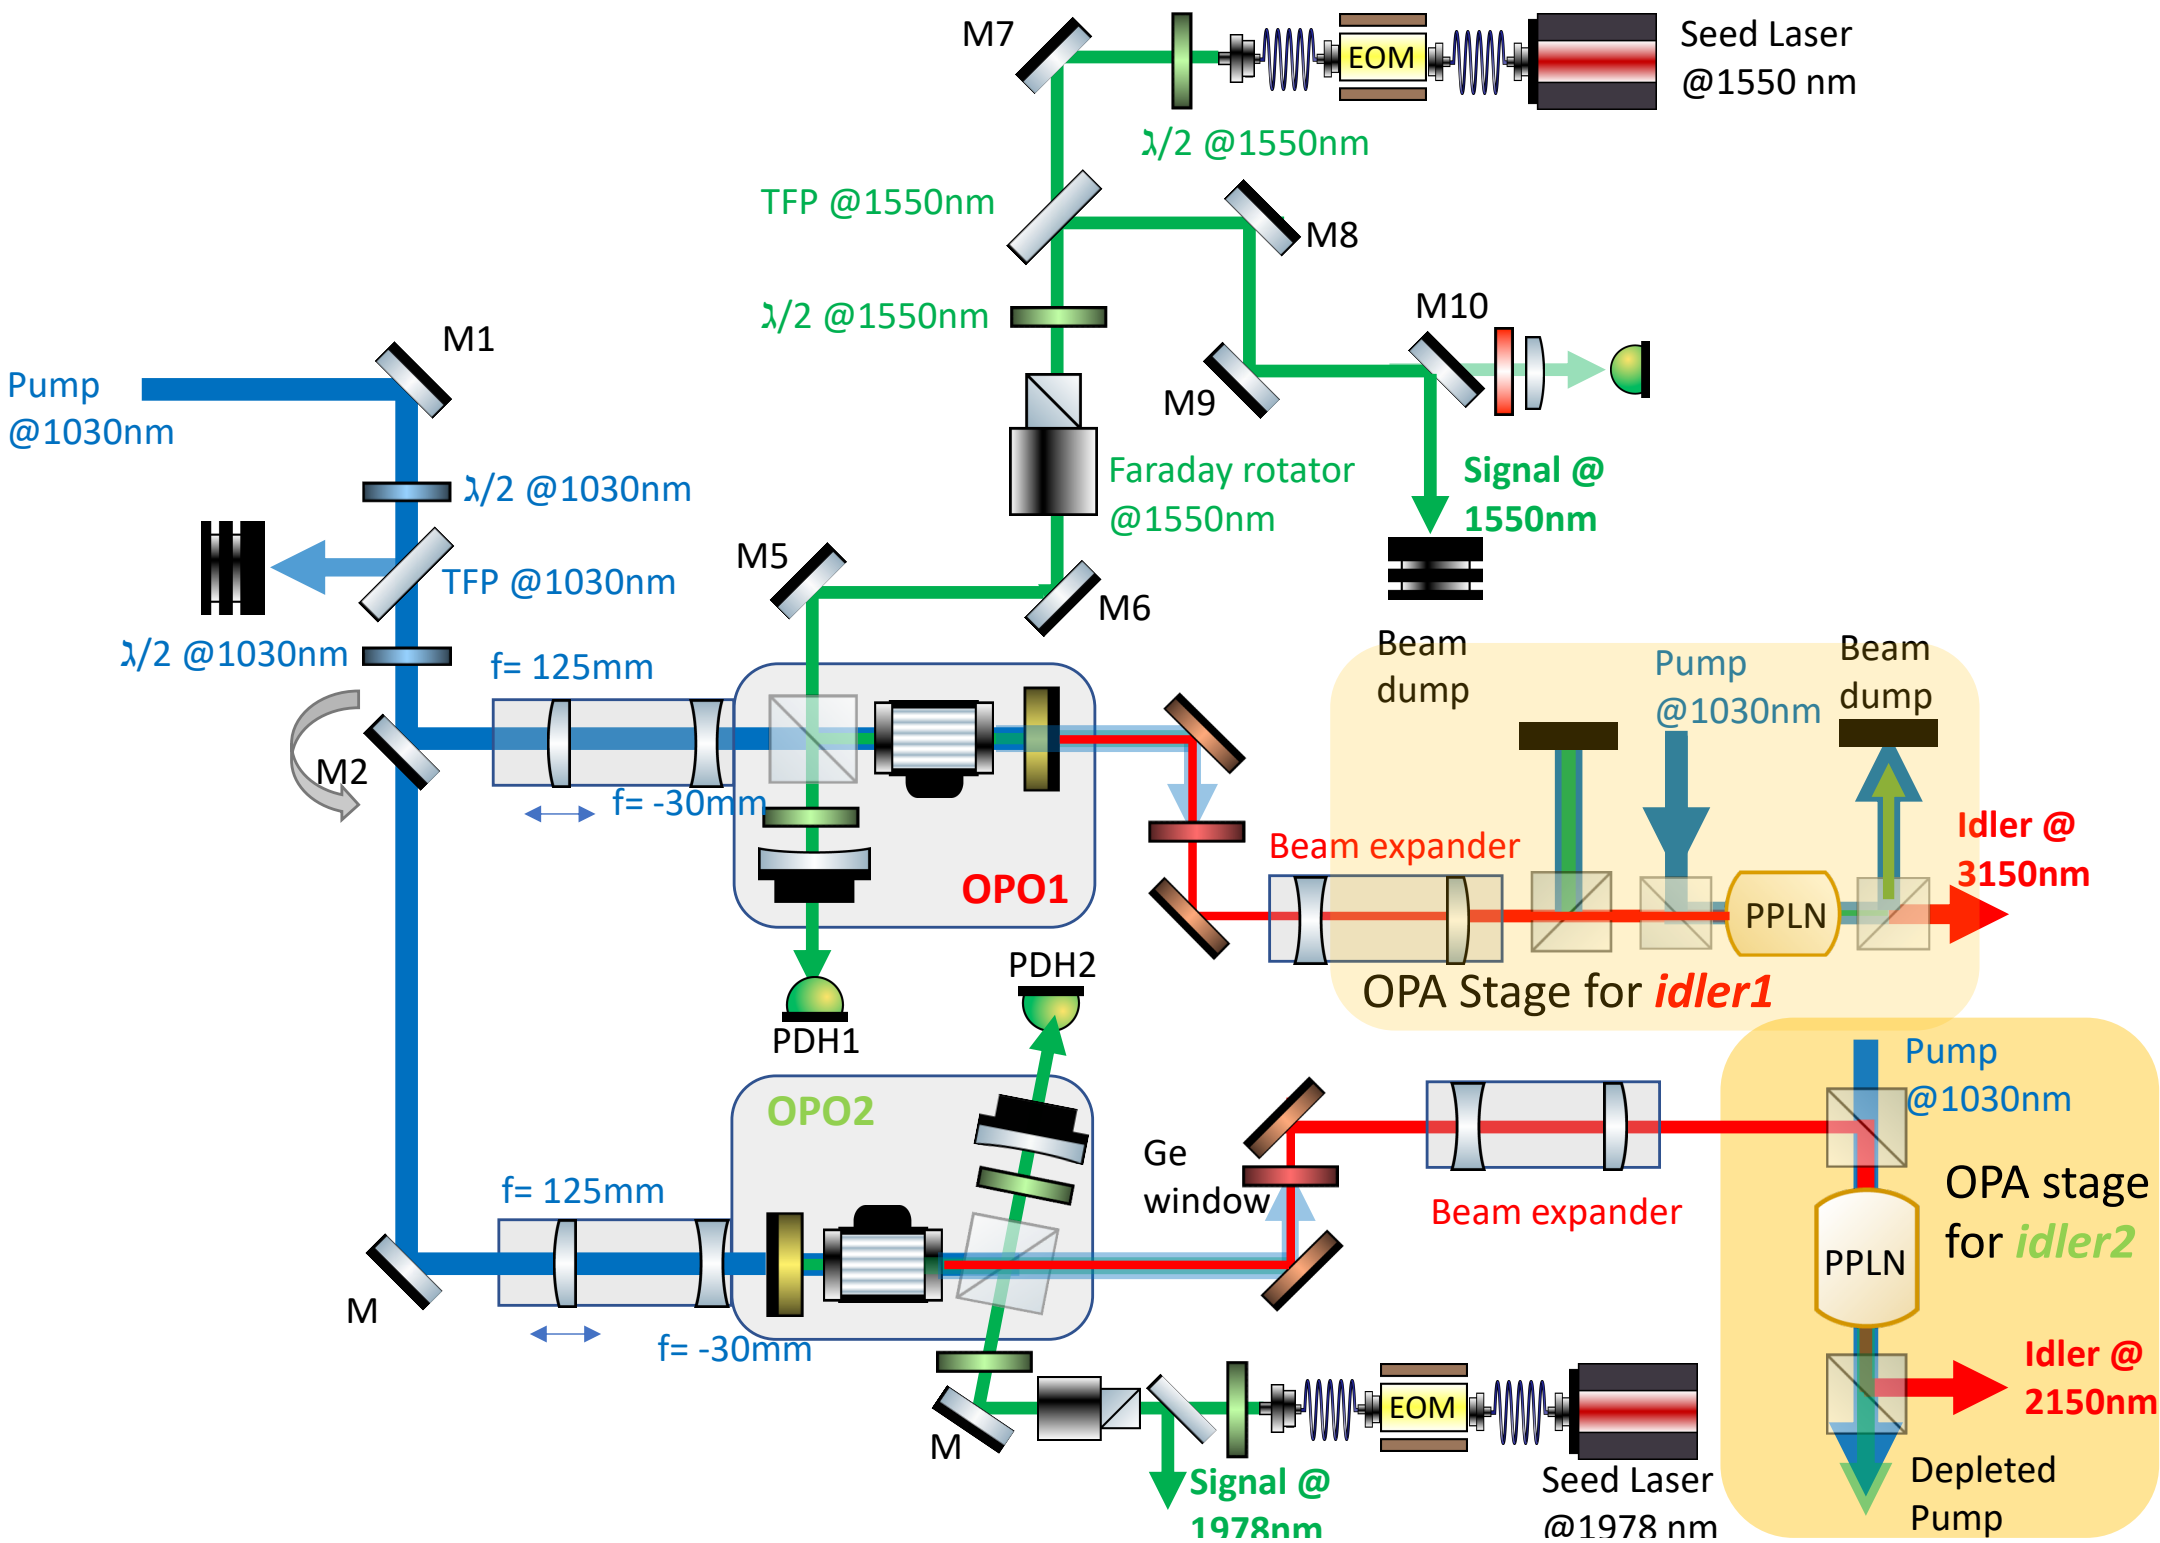 M7
EOM
Seed Laser
@1550 nm
λ/2 @1550nm
TFP @1550nm
M8
λ/2 @1550nm
M10
M9
M1
Pump
@1030nm
λ/2 @1030nm
TFP @1030nm
λ/2 @1030nm
Faraday rotator
@1550nm
Signal @
1550nm
M5
M6
f= 125mm
M2
f= -30mm
OPO1
Beam
dump
Pump
@1030nm
Beam
dump
Idler @
3150nm
Beam expander
PPLN
OPA Stage for idler1
PDH1
PDH2
OPO2
f= 125mm
M
f= -30mm
Ge
window
Beam expander
Pump
@1030nm
OPA stage
for idler2
PPLN
Idler @
2150nm
Depleted
Pump
M
EOM
Signal @
1978nm
Seed Laser
@1978 nm